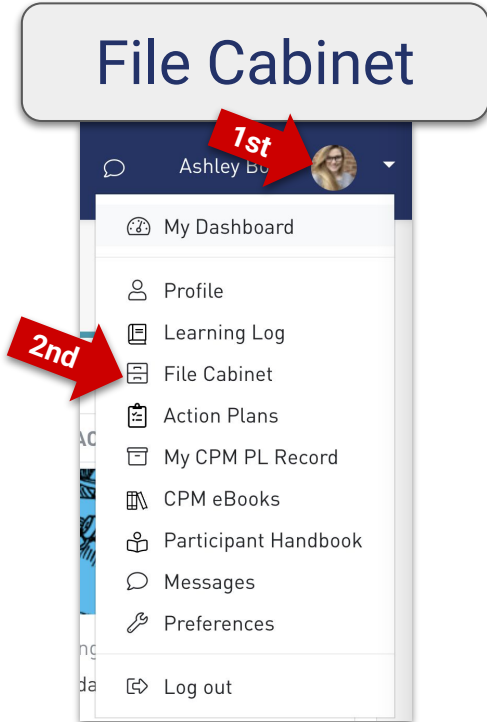 File Cabinet
1st
Ashley Bo
My Dashboard
Profile
Learning Log
2nd
File Cabinet
Action Plans
My CPM PL Record
CPM eBooks
Participant Handbook
Messages
Preferences
Log out